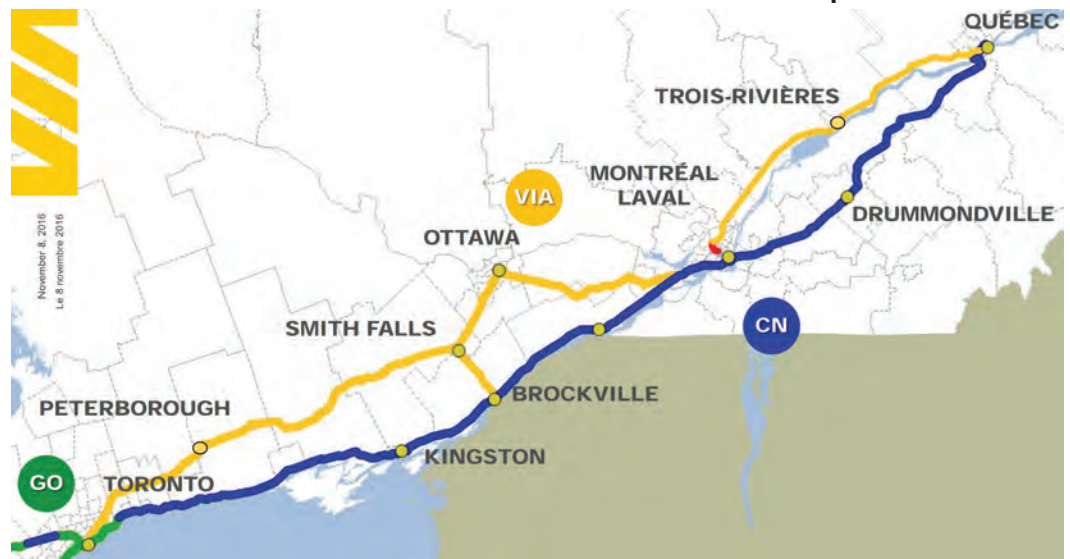 VIA
November 8, 2016
Le 8 novembre 2016
QUÉBEC
TROIS-RIVIÈRES
MONTRÉAL
LAVAL
VIA
DRUMMONDVILLE
OTTAWA
SMITH FALLS
CN
BROCKVILLE
PETERBOROUGH
KINGSTON
GO
TORONTO